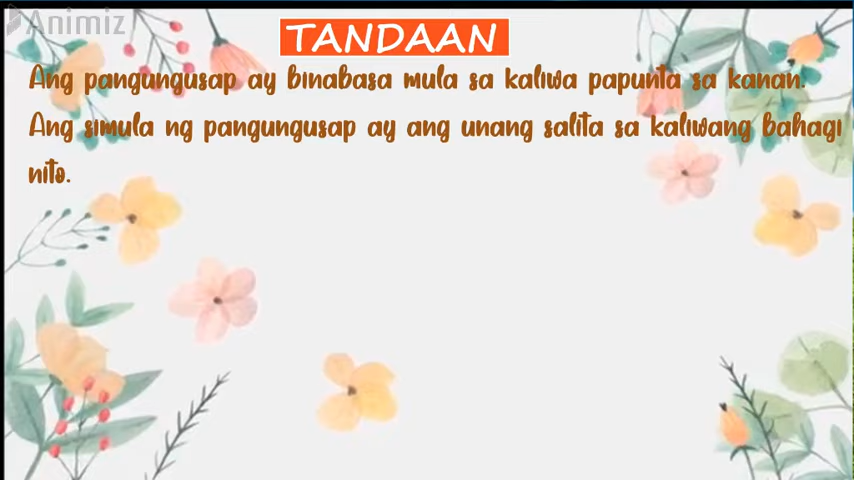 Animiz
TANDAAN
Ang pangungusap ay binabasa mula sa kaliwa papunta sa kanan.
Ang simula ng pangungusap ay ang unang salita sa kaliwang bahagi
nito.